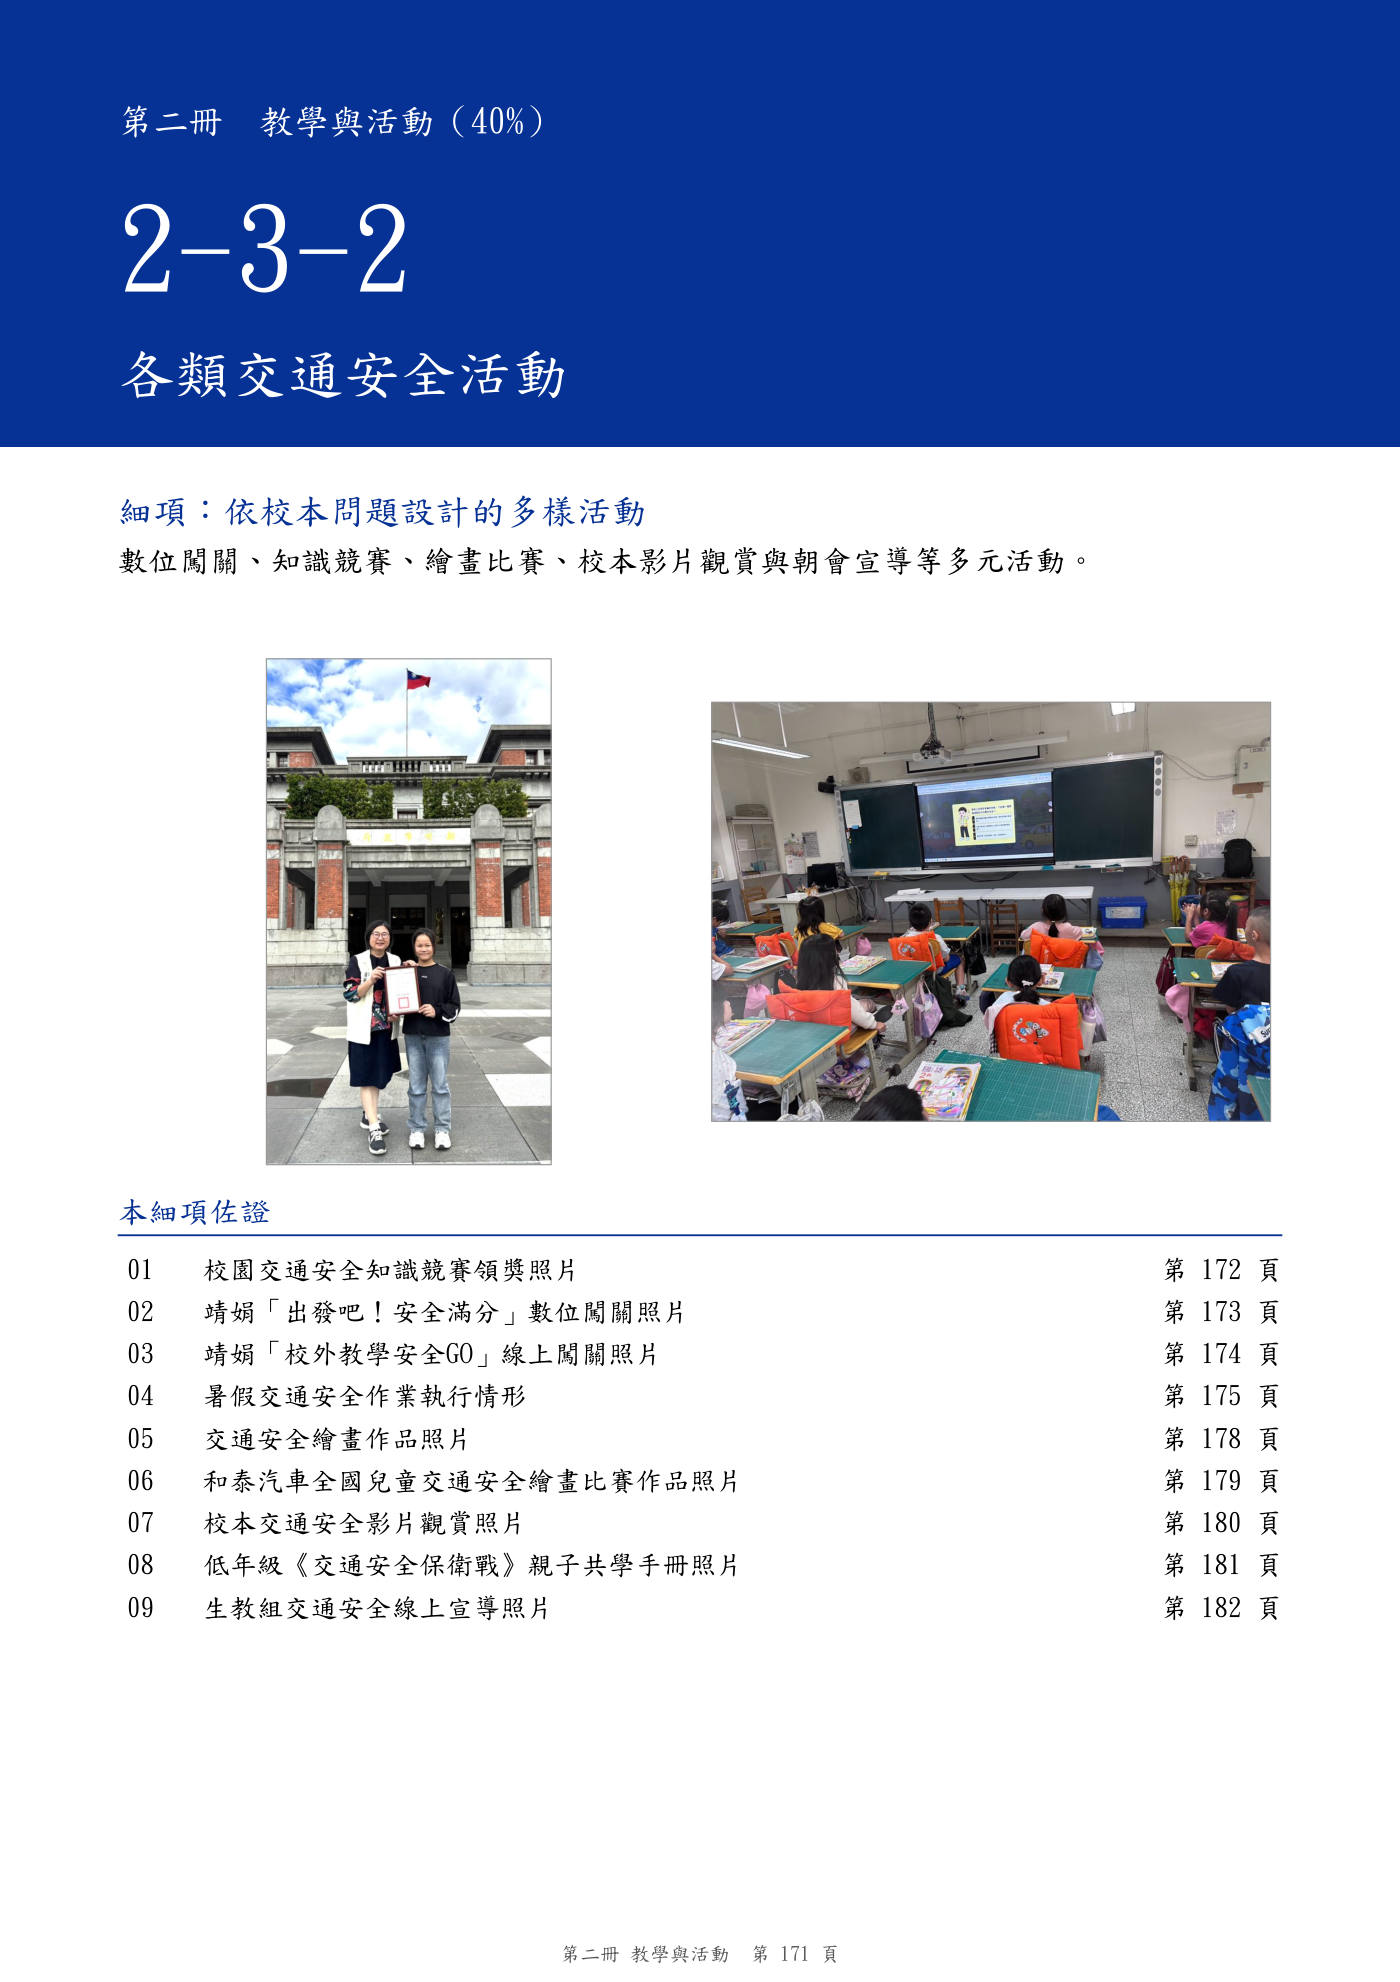 第二冊　教學與活動（40%）
2-3-2
各類交通安全活動
細項：依校本問題設計的多樣活動
數位闖關、知識競賽、繪畫比賽、校本影片觀賞與朝會宣導等多元活動。
本細項佐證
01 校園交通安全知識競賽領獎照片 第 172 頁
02 靖娟「出發吧！安全滿分」數位闖關照片 第 173 頁
03 靖娟「校外教學安全GO」線上闖關照片 第 174 頁
04 暑假交通安全作業執行情形 第 175 頁
05 交通安全繪畫作品照片 第 178 頁
06 和泰汽車全國兒童交通安全繪畫比賽作品照片 第 179 頁
07 校本交通安全影片觀賞照片 第 180 頁
08 低年級《交通安全保衛戰》親子共學手冊照片 第 181 頁
09 生教組交通安全線上宣導照片 第 182 頁
第二冊 教學與活動　第 171 頁